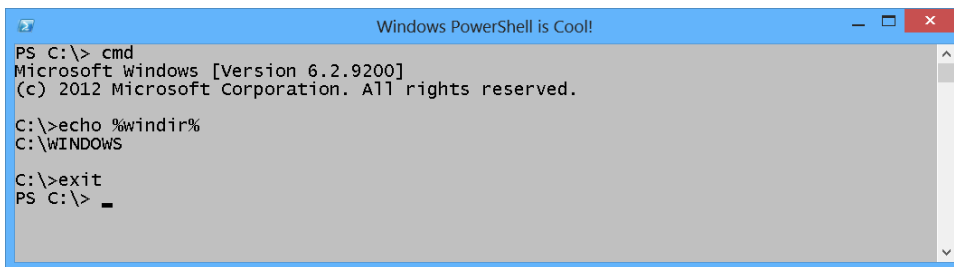 Windows PowerShell is Cool!
PS C:\> cmd
Microsoft Windows [Version 6.2.9200]
(c) 2012 Microsoft Corporation. All rights reserved.
C:\>echo %windir%
C:\WINDOWS
C:\>exit
PS C:\> _